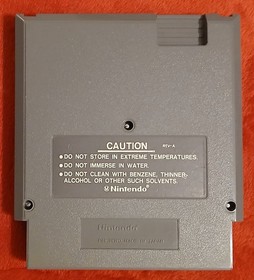 CAUTION REV-A
•DO NOT STORE IN EXTREME TEMPERATURES.
•DO NOT IMMERSE IN WATER.
•DO NOT CLEAN WITH BENZENE, THINNER-
ALCOHOL OR OTHER SUCH SOLVENTS.
Nintendo®
Nintendo